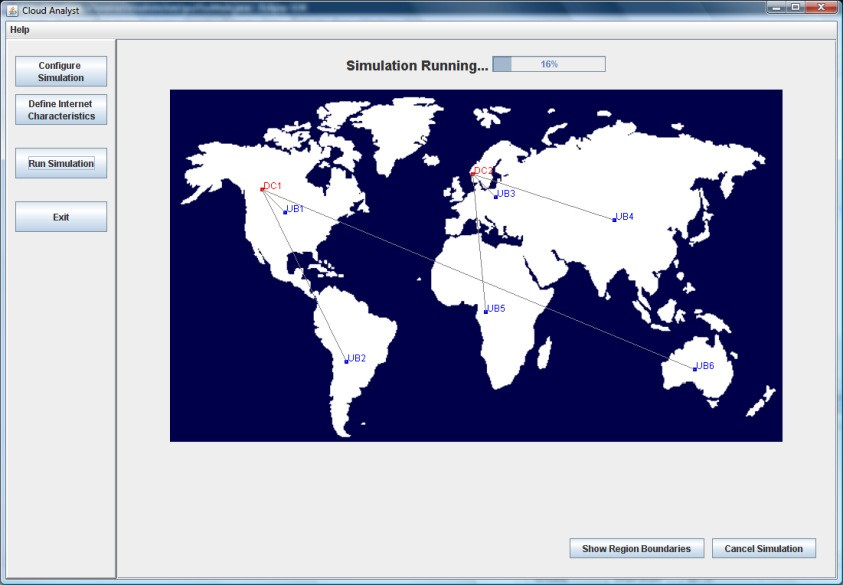 Cloud Analyst
Help
Configure
Simulation
Define Internet
Characteristics
Run Simulation
Exit
Simulation Running... 16%
DC1
DC2
UB1
UB3
UB4
UB5
UB2
UB6
Show Region Boundaries
Cancel Simulation